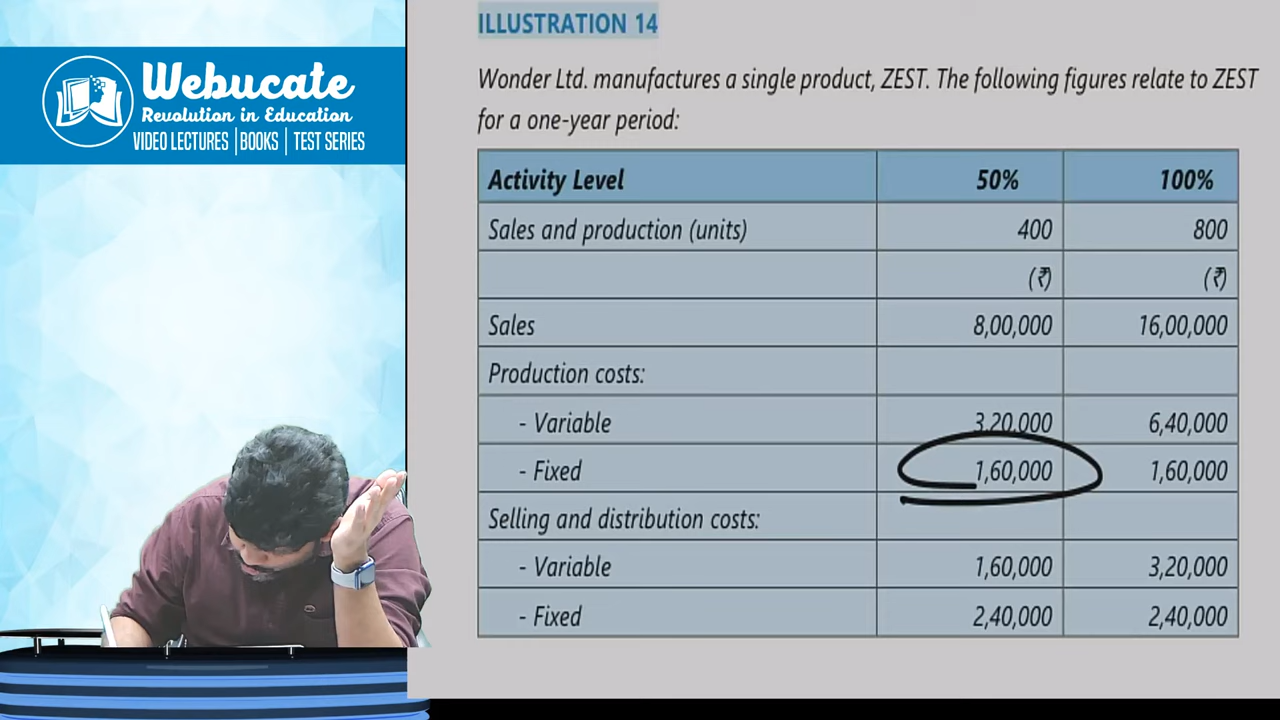 Webucate
Revolution in Education
VIDEO LECTURES | BOOKS | TEST SERIES
ILLUSTRATION 14
Wonder Ltd. manufactures a single product, ZEST. The following figures relate to ZEST
for a one-year period:
Activity Level 50% 100%
Sales and production (units) 400 800
(₹) (₹)
Sales 8,00,000 16,00,000
Production costs:
- Variable 3,20,000 6,40,000
- Fixed 1,60,000 1,60,000
Selling and distribution costs:
- Variable 1,60,000 3,20,000
- Fixed 2,40,000 2,40,000